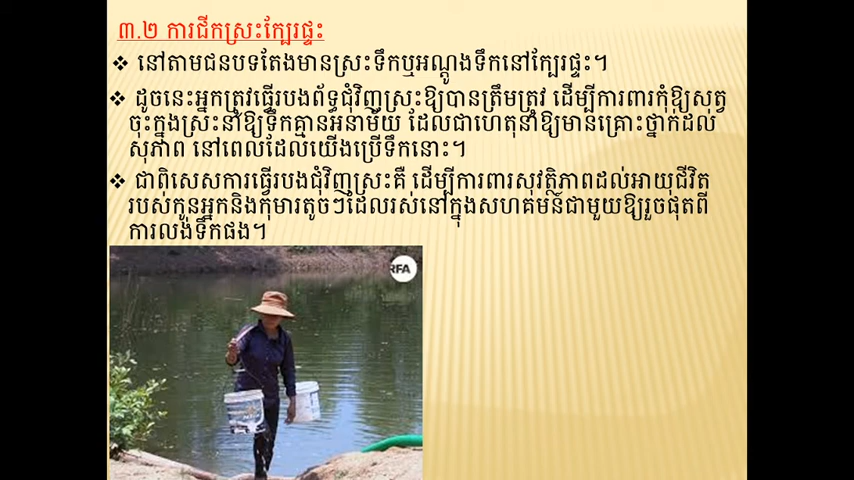 ៣.២ ការជីកស្រះក្បែរផ្ទះ
❖ នៅតាមជនបទតែងមានស្រះទឹកឬអណ្តូងទឹកនៅក្បែរផ្ទះ។
❖ ដូចនេះអ្នកត្រូវធ្វើរបងព័ទ្ធជុំវិញស្រះឱ្យបានត្រឹមត្រូវ ដើម្បីការពារកុំឱ្យសត្វ
ចុះក្នុងស្រះនាំឱ្យទឹកគ្មានអនាម័យ ដែលជាហេតុនាំឱ្យមានគ្រោះថ្នាក់ដល់
សុភាព នៅពេលដែលយើងប្រើទឹកនោះ។
❖ ជាពិសេសការធ្វើរបងជុំវិញស្រះគឺ ដើម្បីការពារសុវត្ថិភាពដល់អាយុជីវិត
របស់កូនអ្នកនិងកុមារតូចៗដែលរស់នៅក្នុងសហគមន៍ជាមួយឱ្យរួចផុតពី
ការលង់ទឹកផង។
RFA